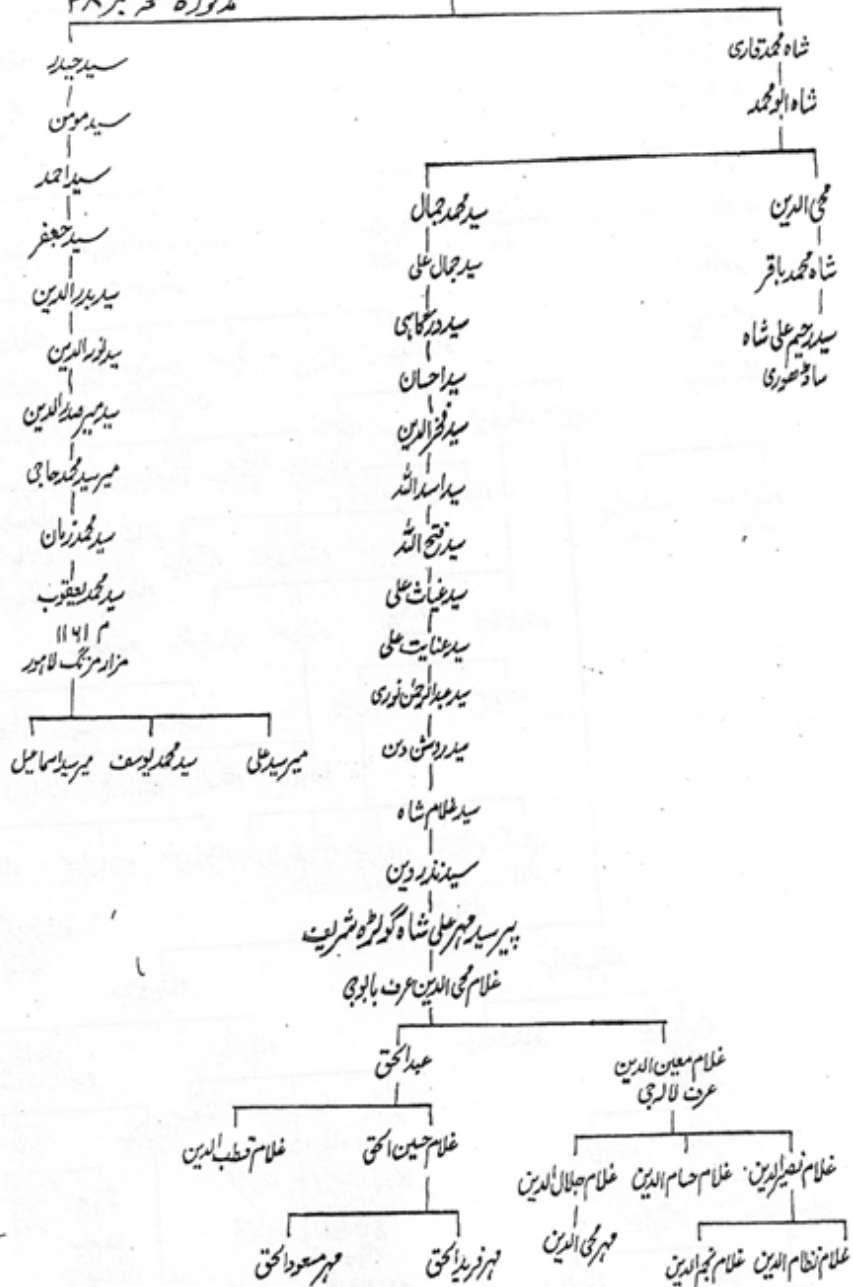 مذکورہ
شاہ محمد قاری
شاہ ابو محمد
محی الدین
شاہ محمد باقر
سید رحیم علی شاہ
ساڈھوری
سید محمد جمال
سید جمال علی
سید درگاہی
سید احسان
سید فخر الدین
سید اسد اللہ
سید فتح اللہ
سید غیاث علی
سید عنایت علی
سید عبدالرحمٰن نوری
سید روشن دین
سید غلام شاہ
سید نذر دین
پیر سید مہر علی شاہ گولڑہ شریف
غلام محی الدین عرف بابوجی
غلام معین الدین
عرف لالہ جی
عبدالحق
غلام نصیر الدین
غلام حسام الدین
غلام جلال الدین
غلام حسین الحق
غلام قطب الدین
غلام نظام الدین
غلام نجم الدین
مہر محی الدین
مہر فرید الحق
مہر مسعود الحق
سید حیدر
سید مومن
سید احمد
سید جعفر
سید بدر الدین
سید نور الدین
سید میر صدر الدین
میر سید محمد حاجی
سید محمد زمان
سید محمد یعقوب
م ۱۱۶۱
مزار مزنگ لاہور
میر سید علی
سید محمد یوسف
میر سید اسماعیل